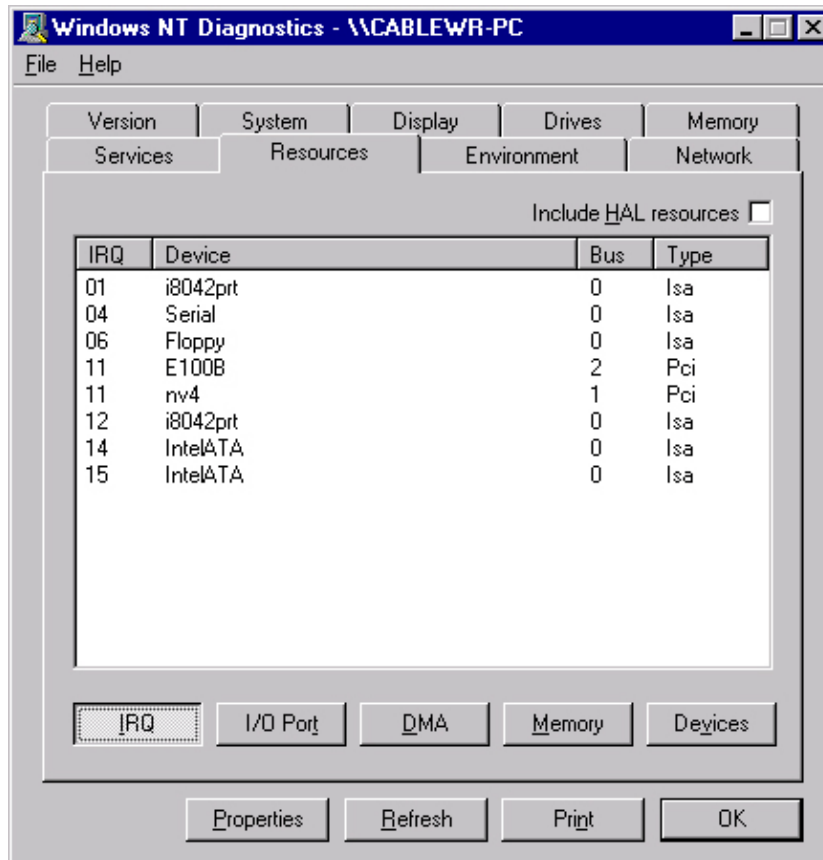 Windows NT Diagnostics - \\CABLEWR-PC
File Help
Version System Display Drives Memory
Services Resources Environment Network
Include HAL resources
IRQ Device Bus Type
01 i8042prt 0 Isa
04 Serial 0 Isa
06 Floppy 0 Isa
11 E100B 2 Pci
11 nv4 1 Pci
12 i8042prt 0 Isa
14 IntelATA 0 Isa
15 IntelATA 0 Isa
IRQ I/O Port DMA Memory Devices
Properties Refresh Print OK